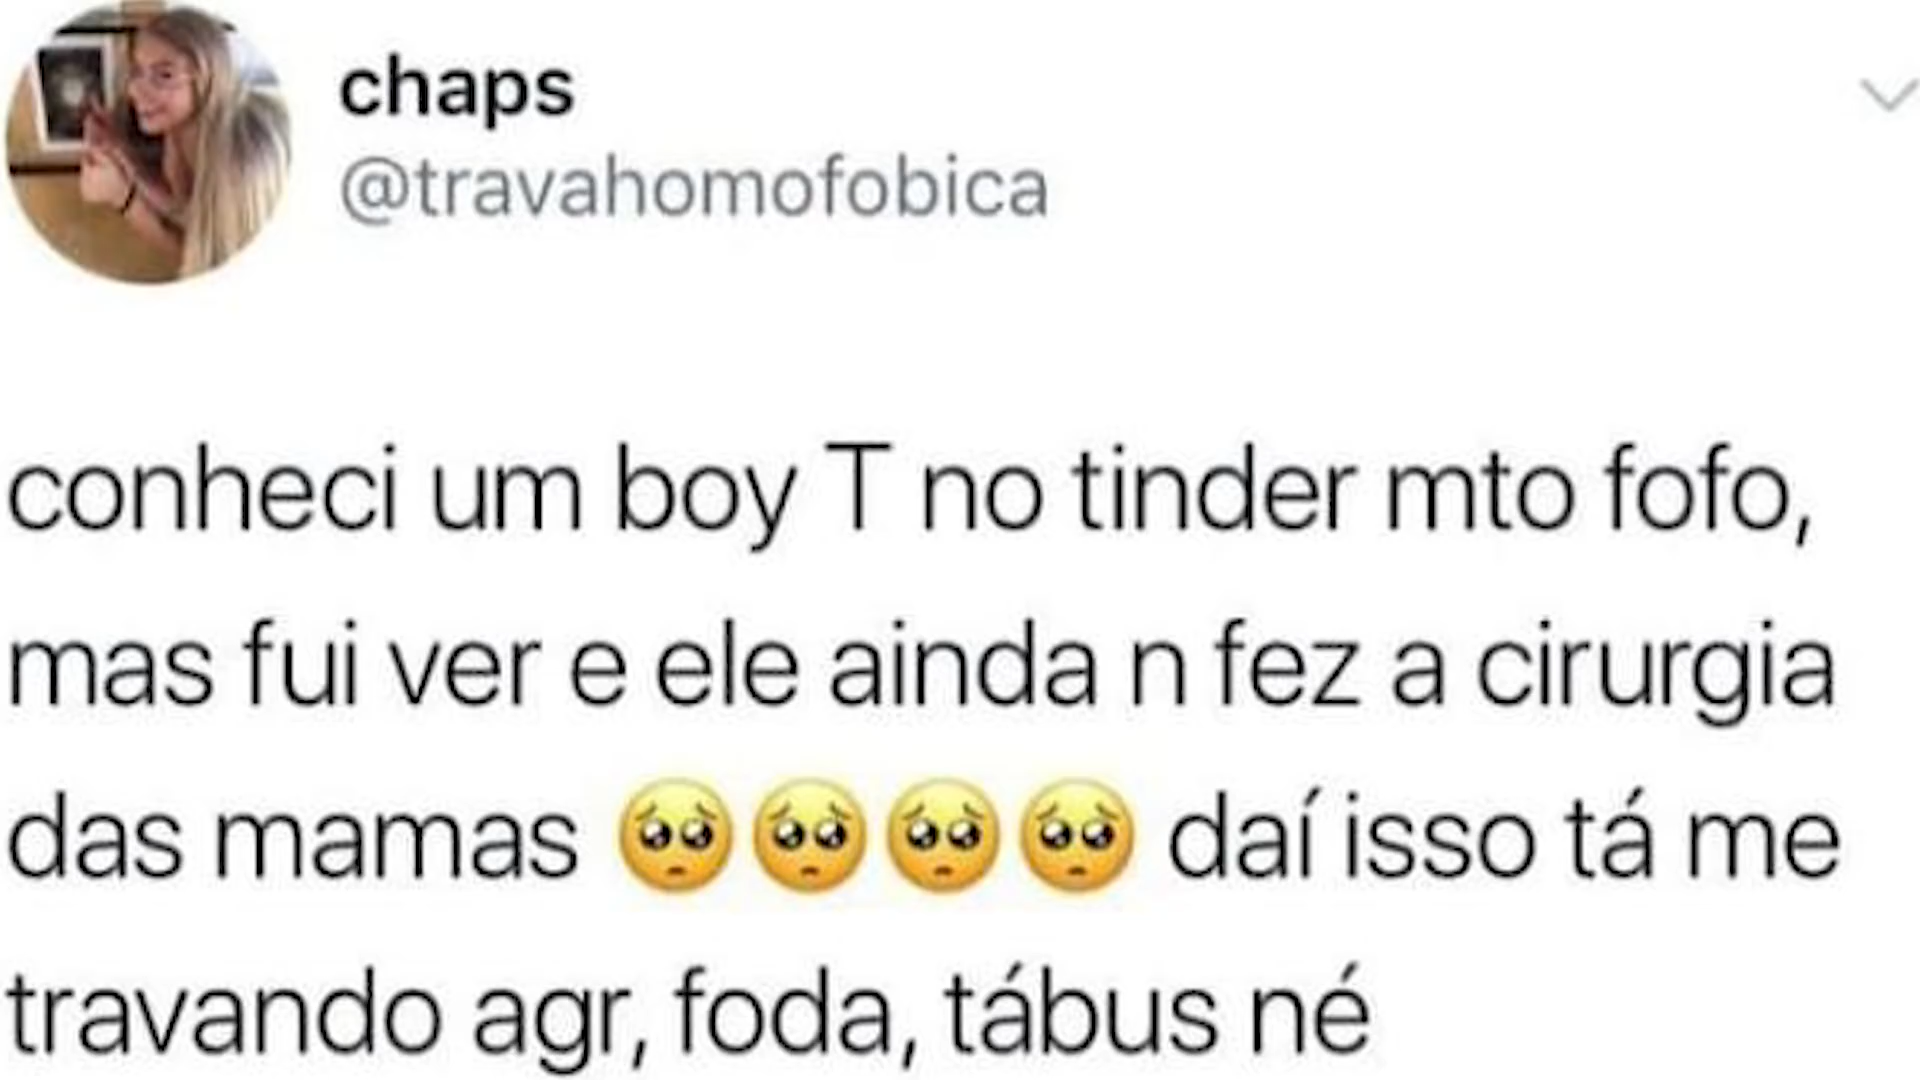 chaps
@travahomofobica
conheci um boy T no tinder mto fofo,
mas fui ver e ele ainda n fez a cirurgia
das mamas 🥺🥺🥺🥺 daí isso tá me
travando agr, foda, tábus né